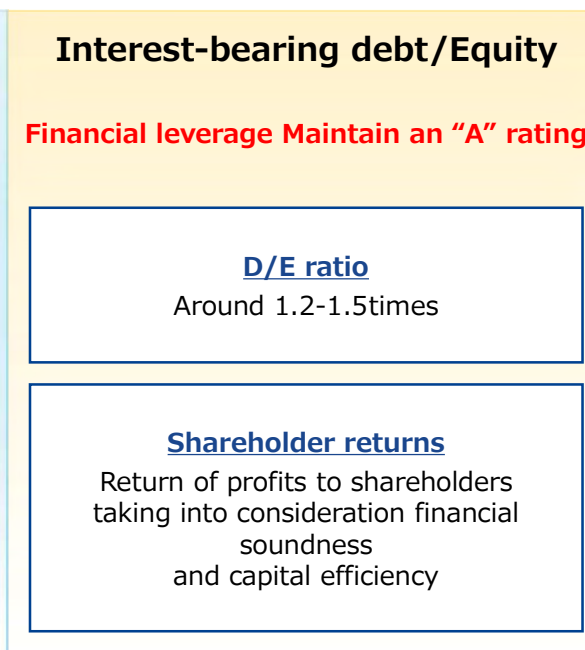 Interest-bearing debt/Equity
Financial leverage Maintain an “A” rating
D/E ratio
Around 1.2-1.5times
Shareholder returns
Return of profits to shareholders
taking into consideration financial
soundness
and capital efficiency